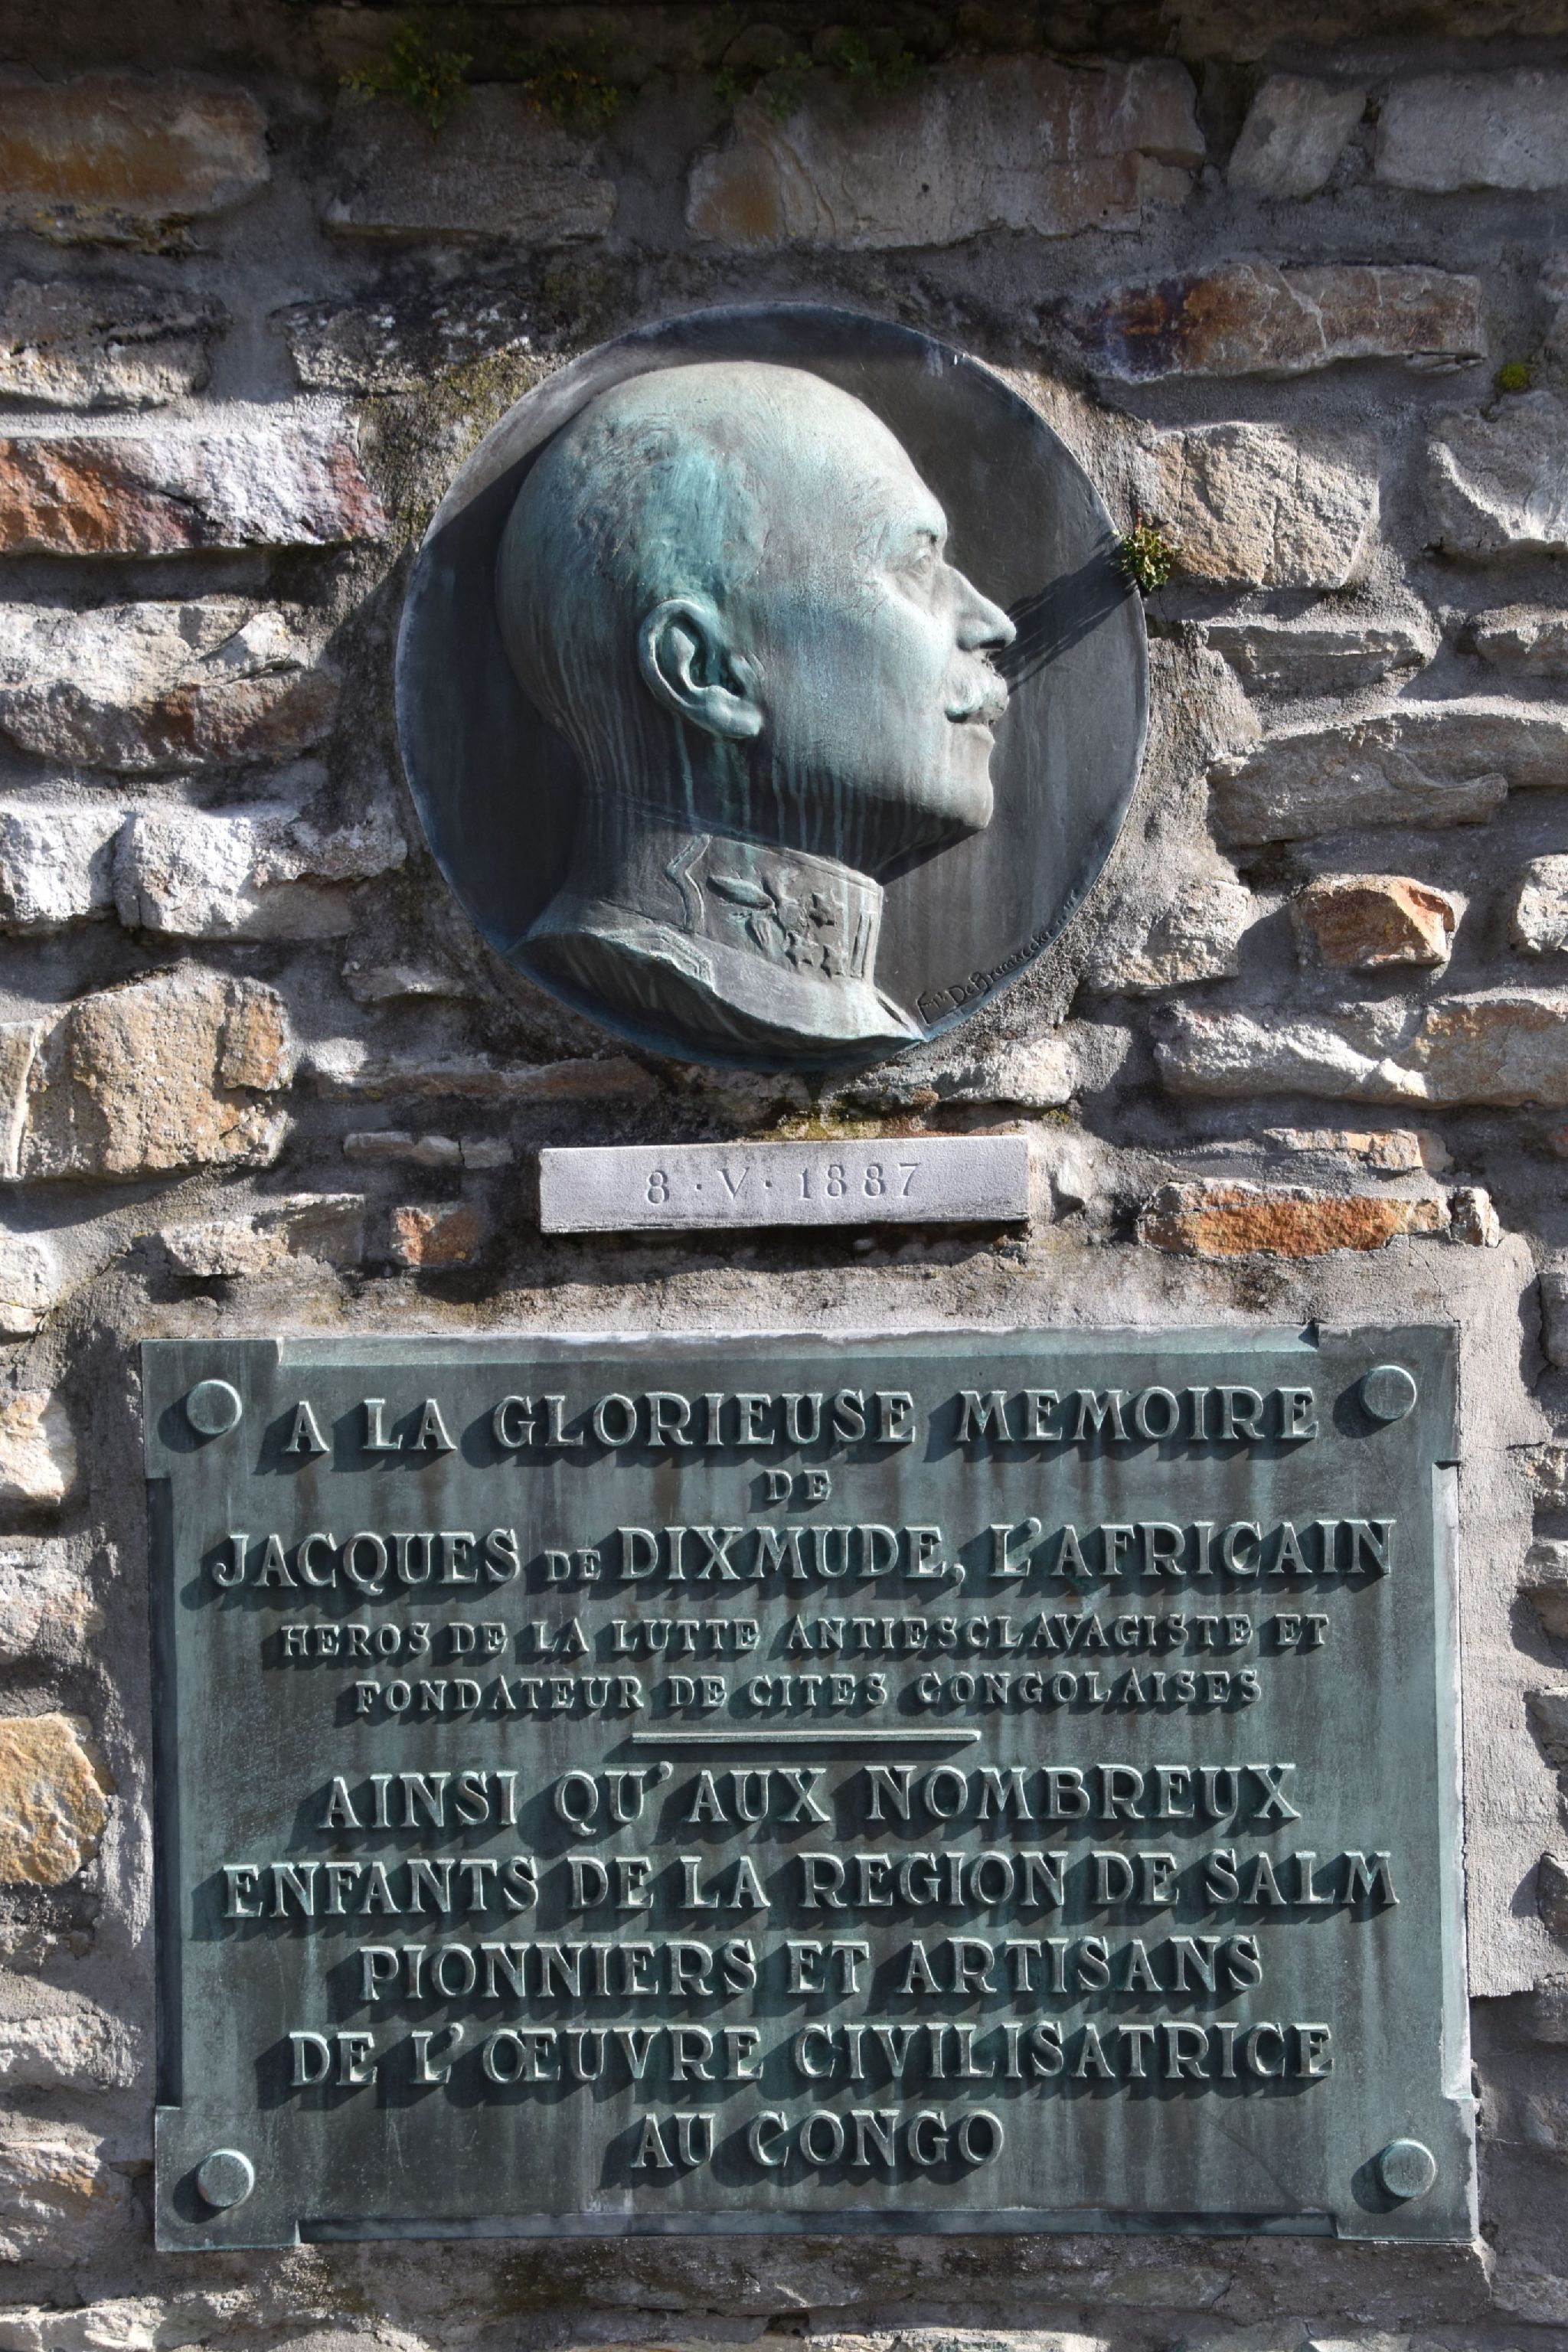 8 · V · 1887
A LA GLORIEUSE MEMOIRE
DE
JACQUES DE DIXMUDE, L'AFRICAIN
HEROS DE LA LUTTE ANTIESCLAVAGISTE ET
FONDATEUR DE CITES CONGOLAISES
AINSI QU'AUX NOMBREUX
ENFANTS DE LA REGION DE SALM
PIONNIERS ET ARTISANS
DE L'ŒUVRE CIVILISATRICE
AU CONGO